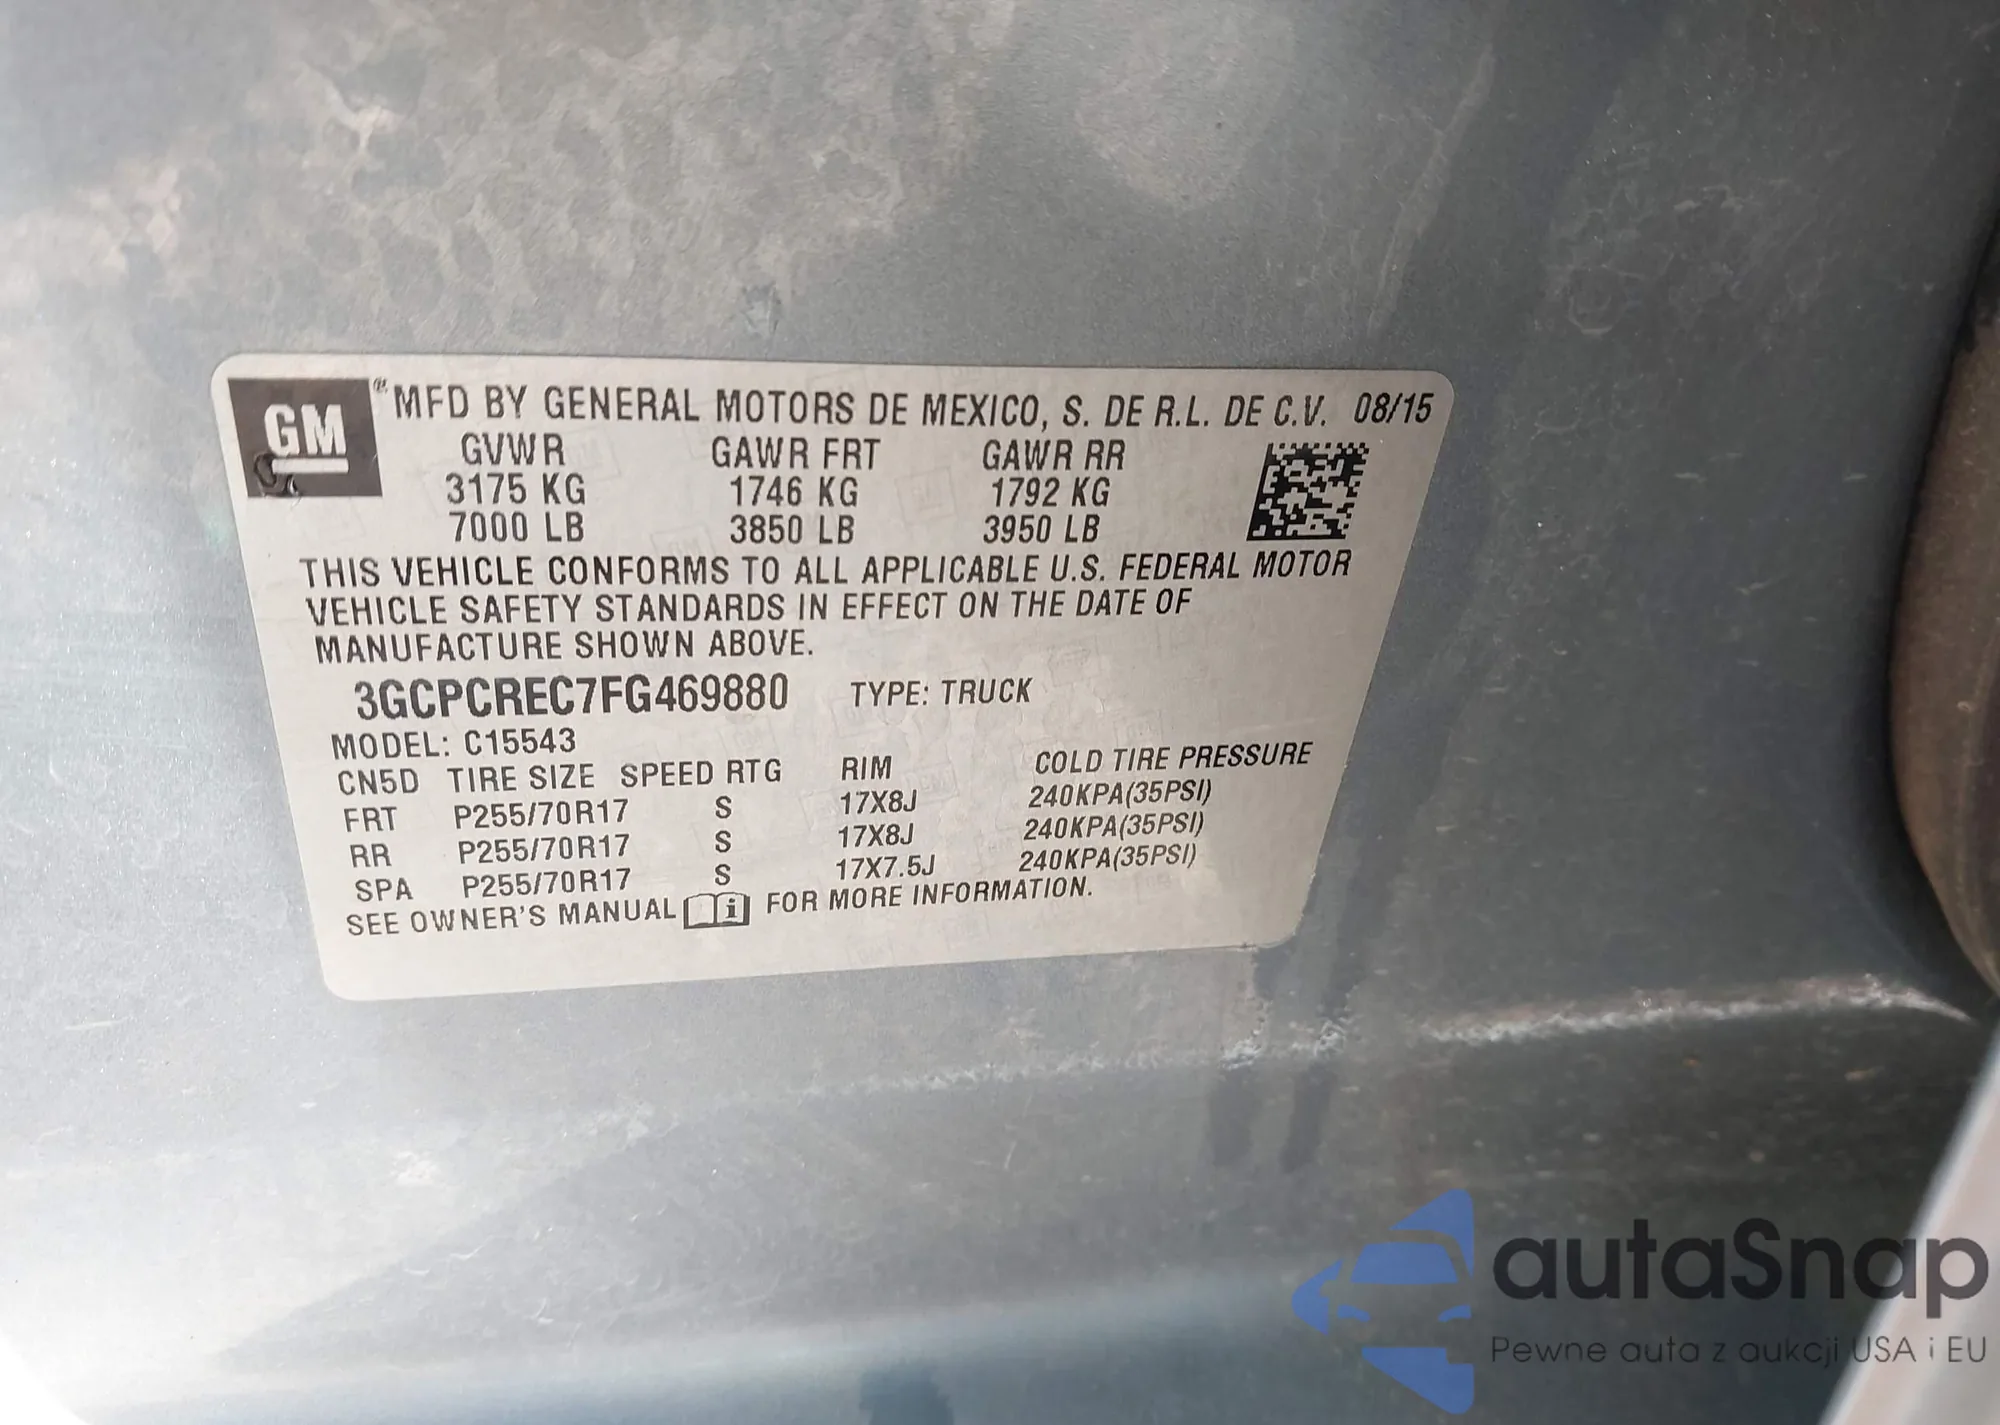 GM ® MFD BY GENERAL MOTORS DE MEXICO, S. DE R.L. DE C.V. 08/15
GVWR GAWR FRT GAWR RR
3175 KG 1746 KG 1792 KG
7000 LB 3850 LB 3950 LB
THIS VEHICLE CONFORMS TO ALL APPLICABLE U.S. FEDERAL MOTOR
VEHICLE SAFETY STANDARDS IN EFFECT ON THE DATE OF
MANUFACTURE SHOWN ABOVE.
3GCPCREC7FG469880 TYPE: TRUCK
MODEL: C15543
CN5D TIRE SIZE SPEED RTG RIM COLD TIRE PRESSURE
FRT P255/70R17 S 17X8J 240KPA(35PSI)
RR P255/70R17 S 17X8J 240KPA(35PSI)
SPA P255/70R17 S 17X7.5J 240KPA(35PSI)
SEE OWNER'S MANUAL i FOR MORE INFORMATION.
autaSnap
Pewne auta z aukcji USA i EU